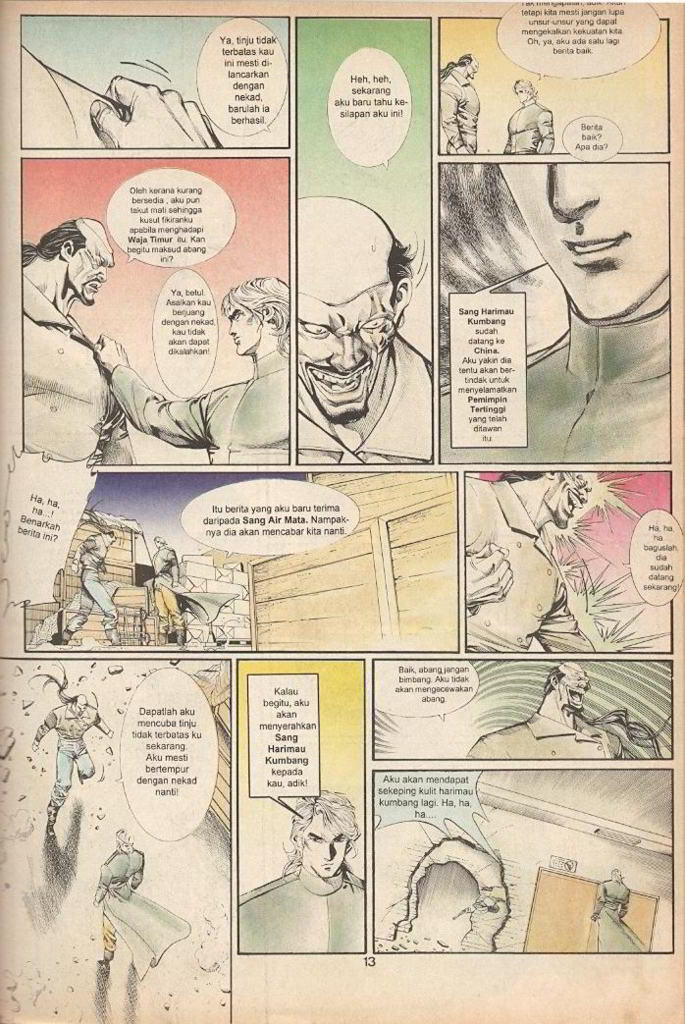 Ya, tinju tidak
terbatas kau
ini mesti di-
lancarkan
dengan
nekad,
barulah ia
berhasil.
Heh, heh,
sekarang
aku baru tahu ke-
silapan aku ini!
Tak mengapalah, adik.
tetapi kita mesti jangan lupa
unsur-unsur yang dapat
mengekalkan kekuatan kita.
Oh, ya, aku ada satu lagi
berita baik.
Berita
baik?
Apa dia?
Oleh kerana kurang
bersedia , aku pun
takut mati sehingga
kusut fikiranku
apabila menghadapi
Waja Timur itu. Kan
begitu maksud abang
ini?
Ya, betul.
Asalkan kau
berjuang
dengan nekad,
kau tidak
akan dapat
dikalahkan!
Sang Harimau
Kumbang
sudah
datang ke
China.
Aku yakin dia
tentu akan ber-
tindak untuk
menyelamatkan
Pemimpin
Tertinggi
yang telah
ditawan
itu.
Ha, ha,
ha...!
Benarkah
berita ini?
Itu berita yang aku baru terima
daripada Sang Air Mata. Nampak-
nya dia akan mencabar kita nanti.
Ha, ha,
ha
baguslah,
dia
sudah
datang
sekarang!
Dapatlah aku
mencuba tinju
tidak terbatas ku
sekarang.
Aku mesti
bertempur
dengan nekad
nanti!
Kalau
begitu, aku
akan
menyerahkan
Sang
Harimau
Kumbang
kepada
kau, adik!
Baik, abang jangan
bimbang. Aku tidak
akan mengecewakan
abang.
Aku akan mendapat
sekeping kulit harimau
kumbang lagi. Ha, ha,
ha....
13